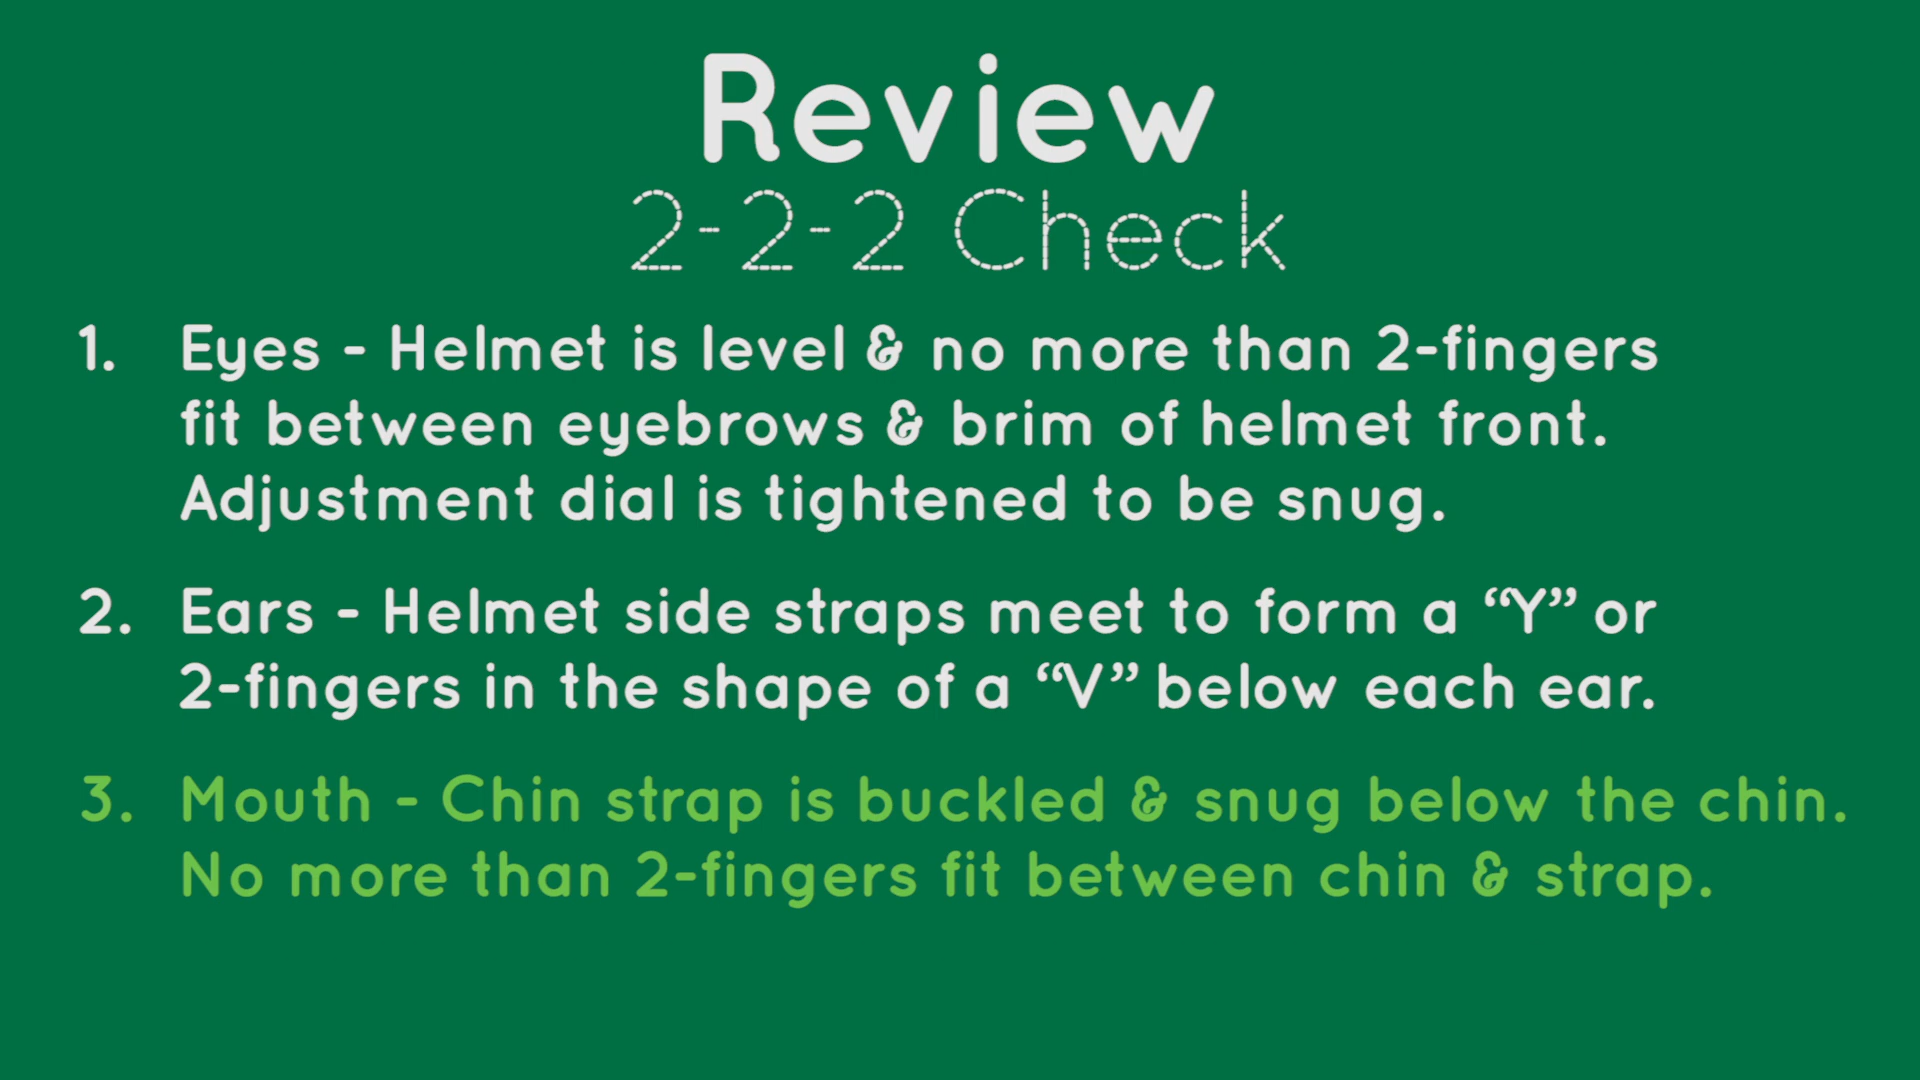 Review
2-2-2 Check
1. Eyes - Helmet is level & no more than 2-fingers
fit between eyebrows & brim of helmet front.
Adjustment dial is tightened to be snug.
2. Ears - Helmet side straps meet to form a “Y” or
2-fingers in the shape of a “V” below each ear.
3. Mouth - Chin strap is buckled & snug below the chin.
No more than 2-fingers fit between chin & strap.